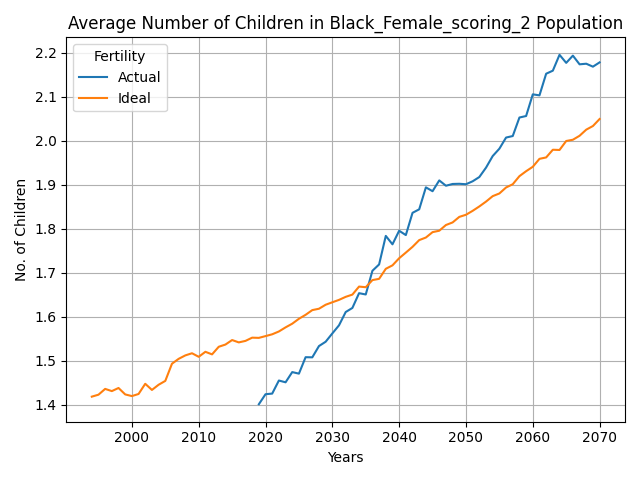 Average Number of Children in Black_Female_scoring_2 Population
Fertility
Actual
Ideal
No. of Children
2.2
2.1
2.0
1.9
1.8
1.7
1.6
1.5
1.4
2000 2010 2020 2030 2040 2050 2060 2070
Years